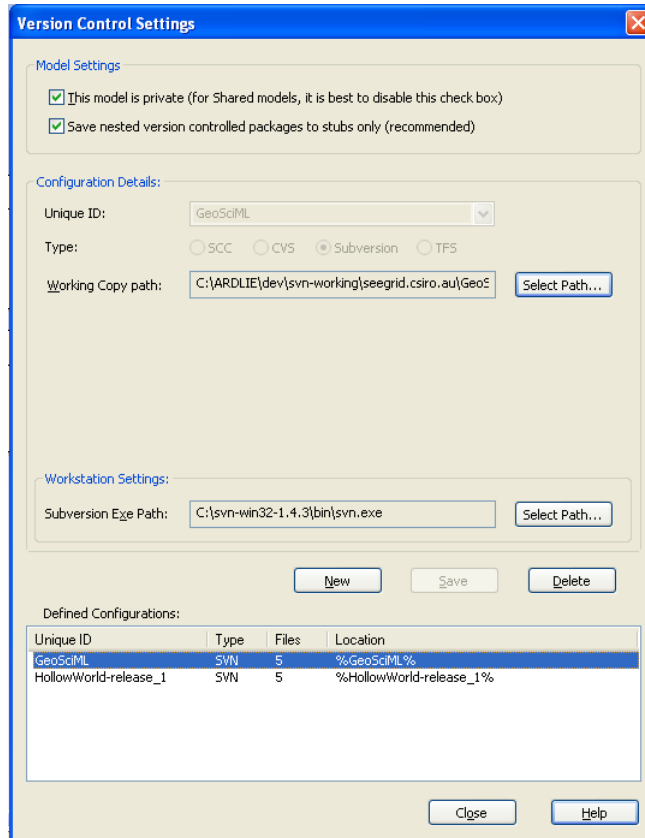 Version Control Settings
Model Settings
This model is private (for Shared models, it is best to disable this check box)
Save nested version controlled packages to stubs only (recommended)
Configuration Details:
Unique ID: GeoSciML
Type: SCC CVS Subversion TFS
Working Copy path: C:\ARDLIE\dev\svn-working\seegrid.csiro.au\GeoS Select Path...
Workstation Settings:
Subversion Exe Path: C:\svn-win32-1.4.3\bin\svn.exe Select Path...
New Save Delete
Defined Configurations:
Unique ID Type Files Location
GeoSciML SVN 5 %GeoSciML%
HollowWorld-release_1 SVN 5 %HollowWorld-release_1%
Close Help